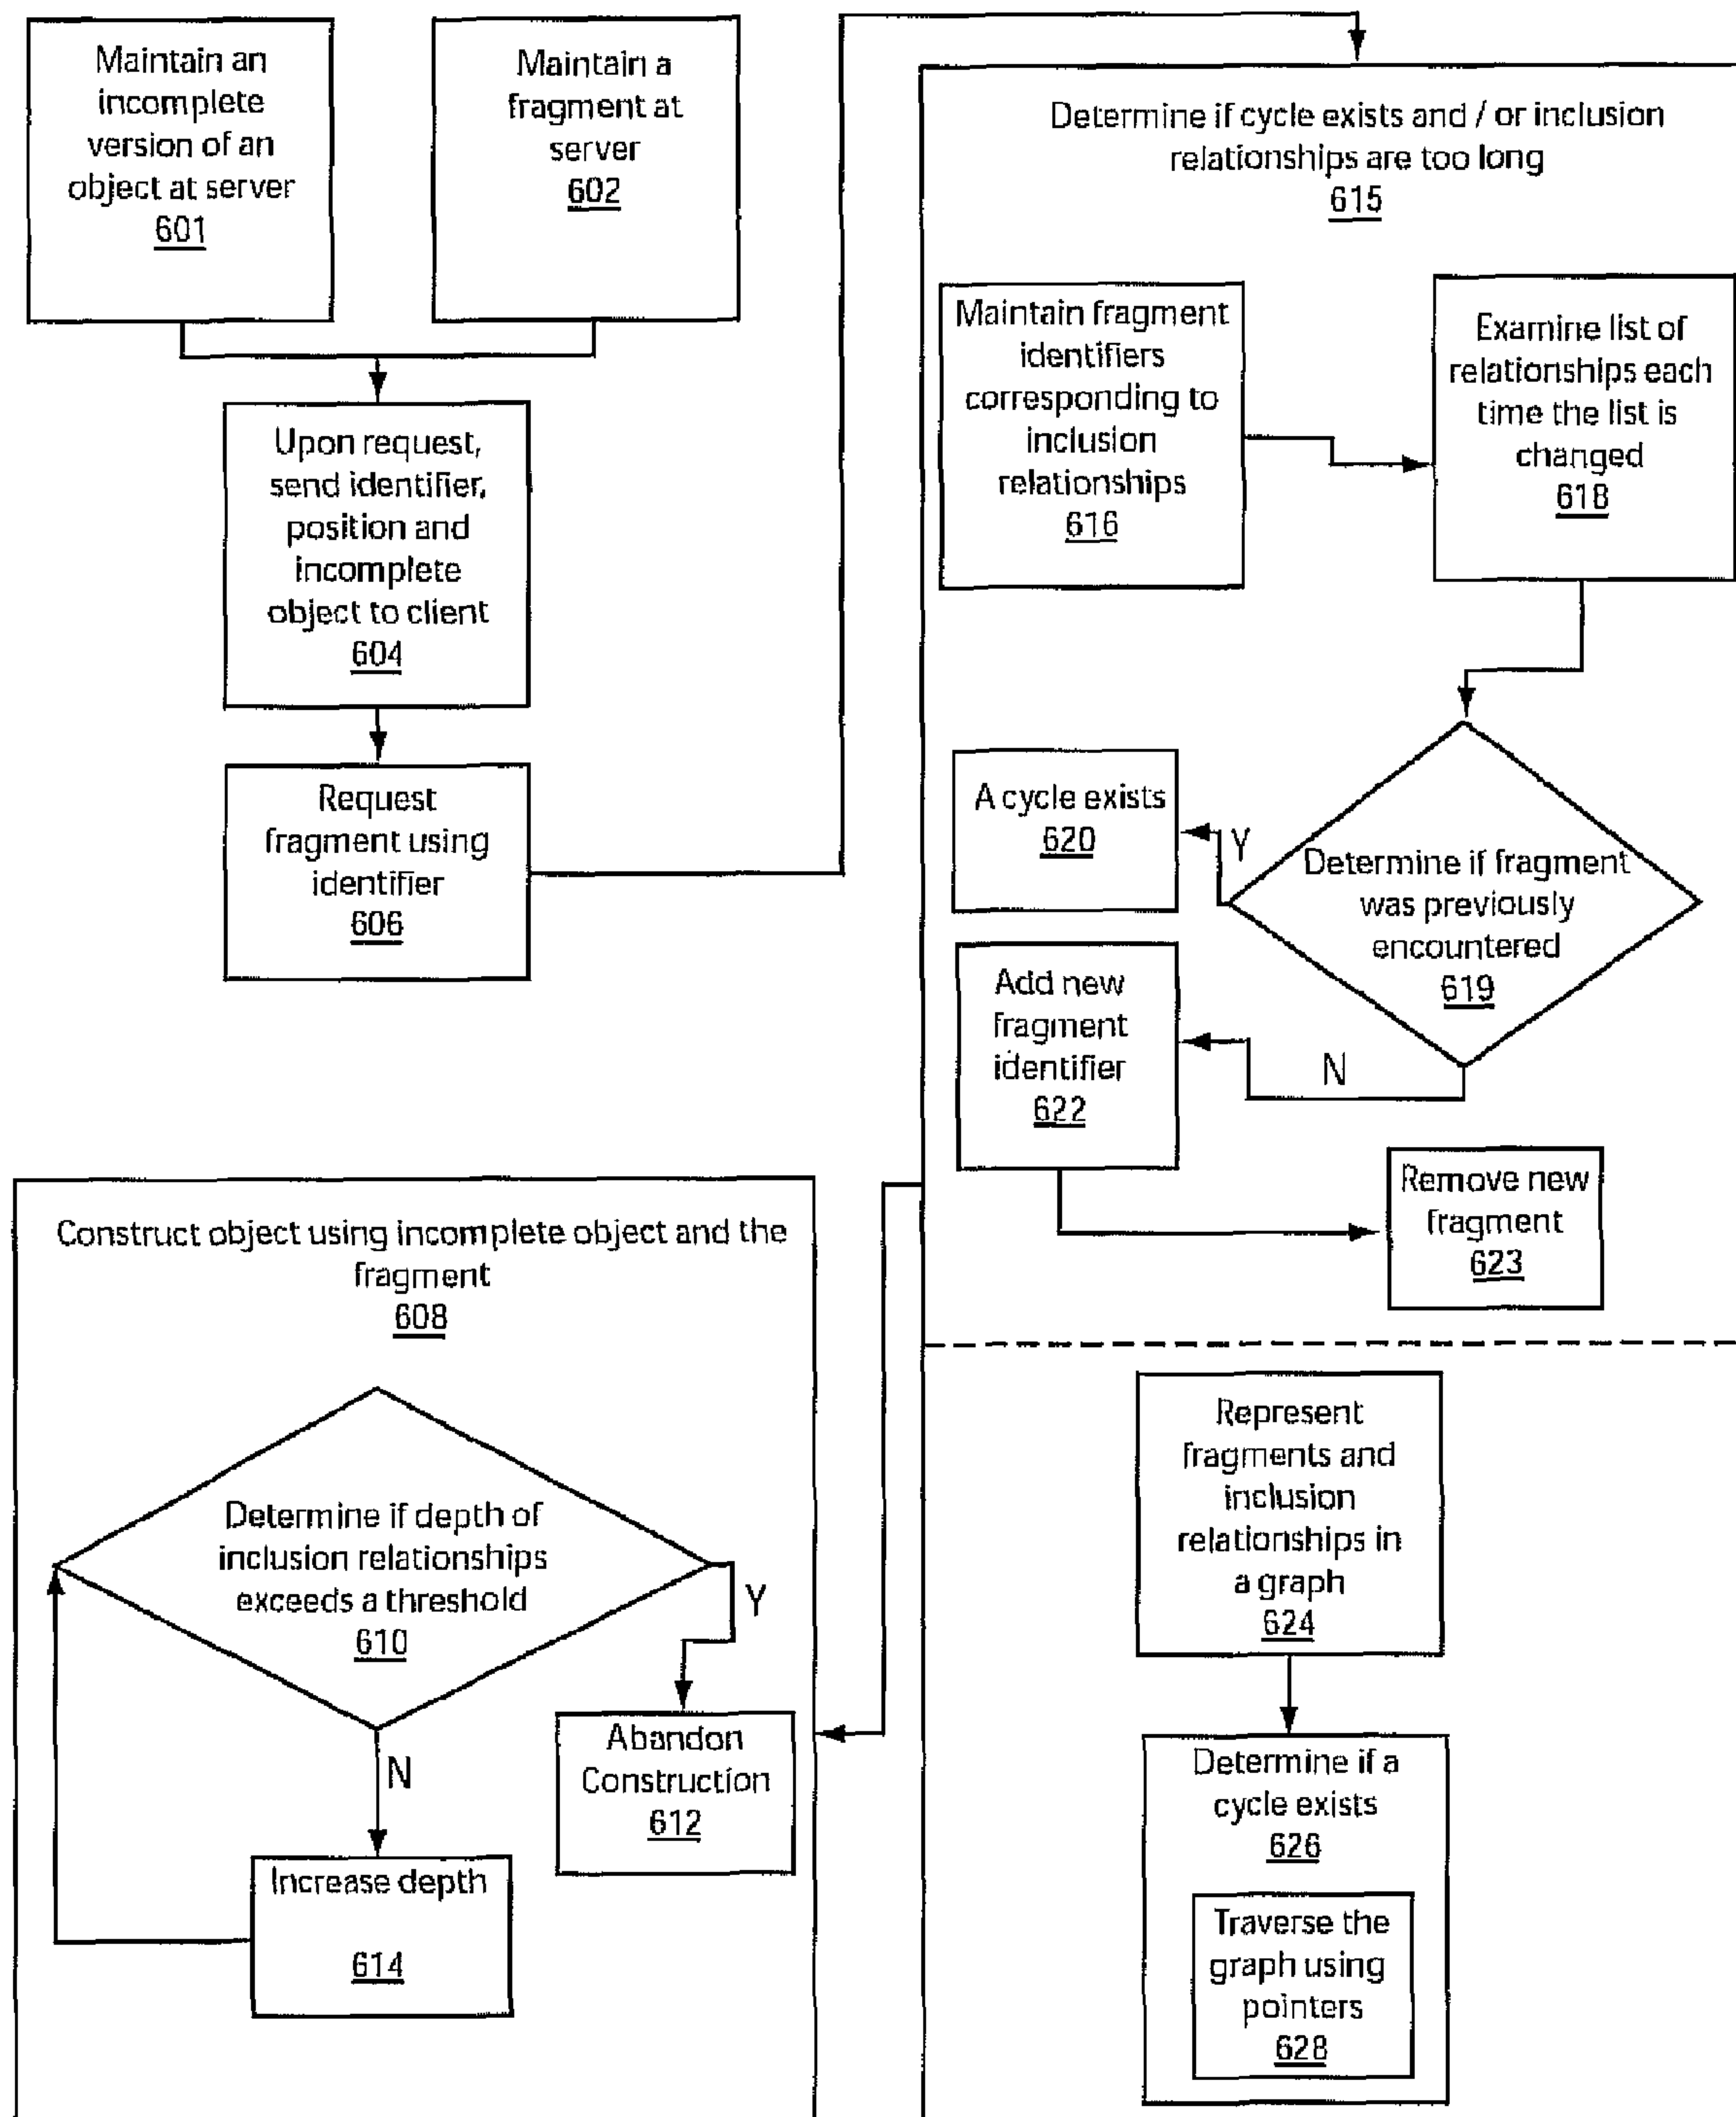 Maintain an
incomplete
version of an
object at server
601
Maintain a
fragment at
server
602
Upon request,
send identifier,
position and
incomplete
object to client
604
Request
fragment using
identifier
606
Determine if cycle exists and / or inclusion
relationships are too long
615
Maintain fragment
identifiers
corresponding to
inclusion
relationships
616
Examine list of
relationships each
time the list is
changed
618
Determine if fragment
was previously
encountered
619
Y
A cycle exists
620
N
Add new
fragment
identifier
622
Remove new
fragment
623
Represent
fragments and
inclusion
relationships in
a graph
624
Determine if a
cycle exists
626
Traverse the
graph using
pointers
628
Construct object using incomplete object and the
fragment
608
Determine if depth of
inclusion relationships
exceeds a threshold
610
Y
Abandon
Construction
612
N
Increase depth
614